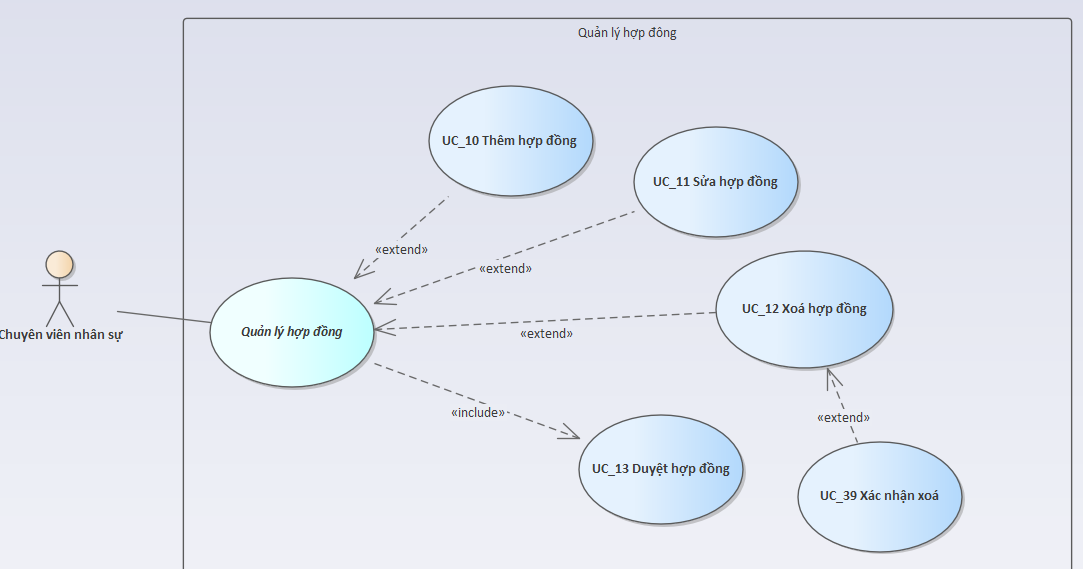 Quản lý hợp đông
UC_10 Thêm hợp đồng
UC_11 Sửa hợp đồng
«extend»
«extend»
UC_12 Xoá hợp đồng
Chuyên viên nhân sự
Quản lý hợp đồng
«extend»
«include»
«extend»
UC_13 Duyệt hợp đồng
UC_39 Xác nhận xoá